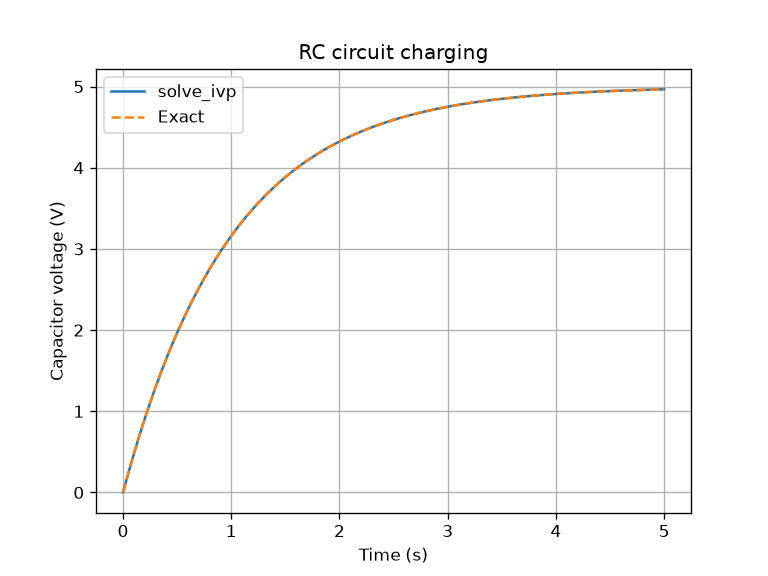 RC circuit charging
solve_ivp
Exact
5
4
3
2
1
0
Capacitor voltage (V)
0 1 2 3 4 5
Time (s)